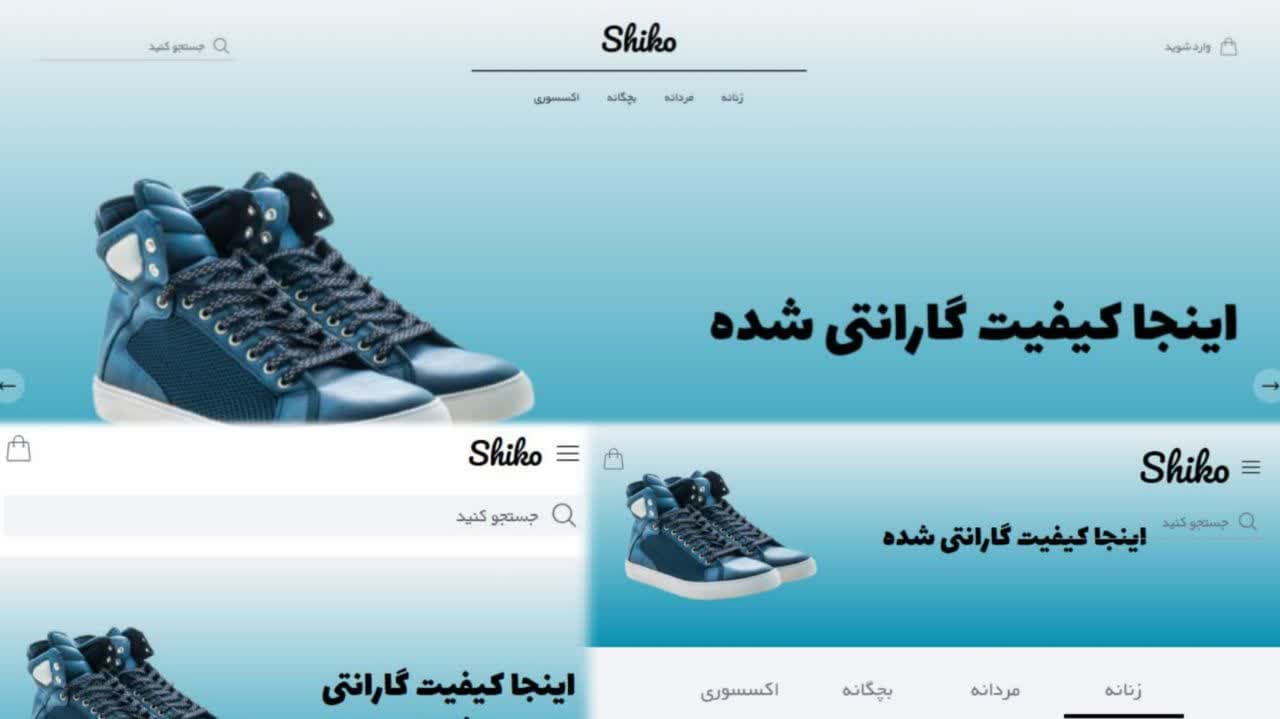 Shiko
وارد شوید
جستجو کنید
زنانه مردانه بچگانه اکسسوری
اینجا کیفیت گارانتی شده
Shiko
جستجو کنید
اینجا کیفیت گارانتی
Shiko
جستجو کنید
اینجا کیفیت گارانتی شده
زنانه مردانه بچگانه اکسسوری